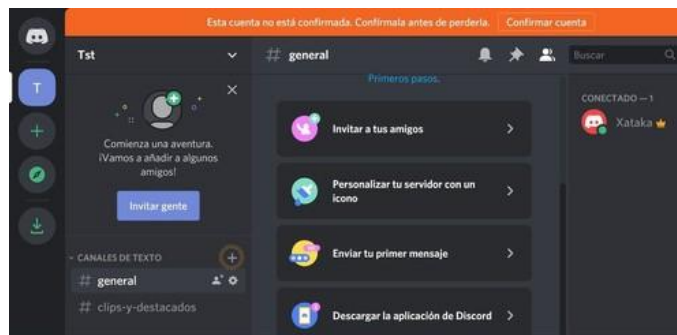 Esta cuenta no está confirmada. Confírmala antes de perderla. Confirmar cuenta
Tst
general
Buscar
T
Comienza una aventura.
¡Vamos a añadir a algunos
amigos!
Invitar gente
CANALES DE TEXTO
general
clips-y-destacados
Primeros pasos.
Invitar a tus amigos
Personalizar tu servidor con un
icono
Enviar tu primer mensaje
Descargar la aplicación de Discord
CONECTADO — 1
Xataka